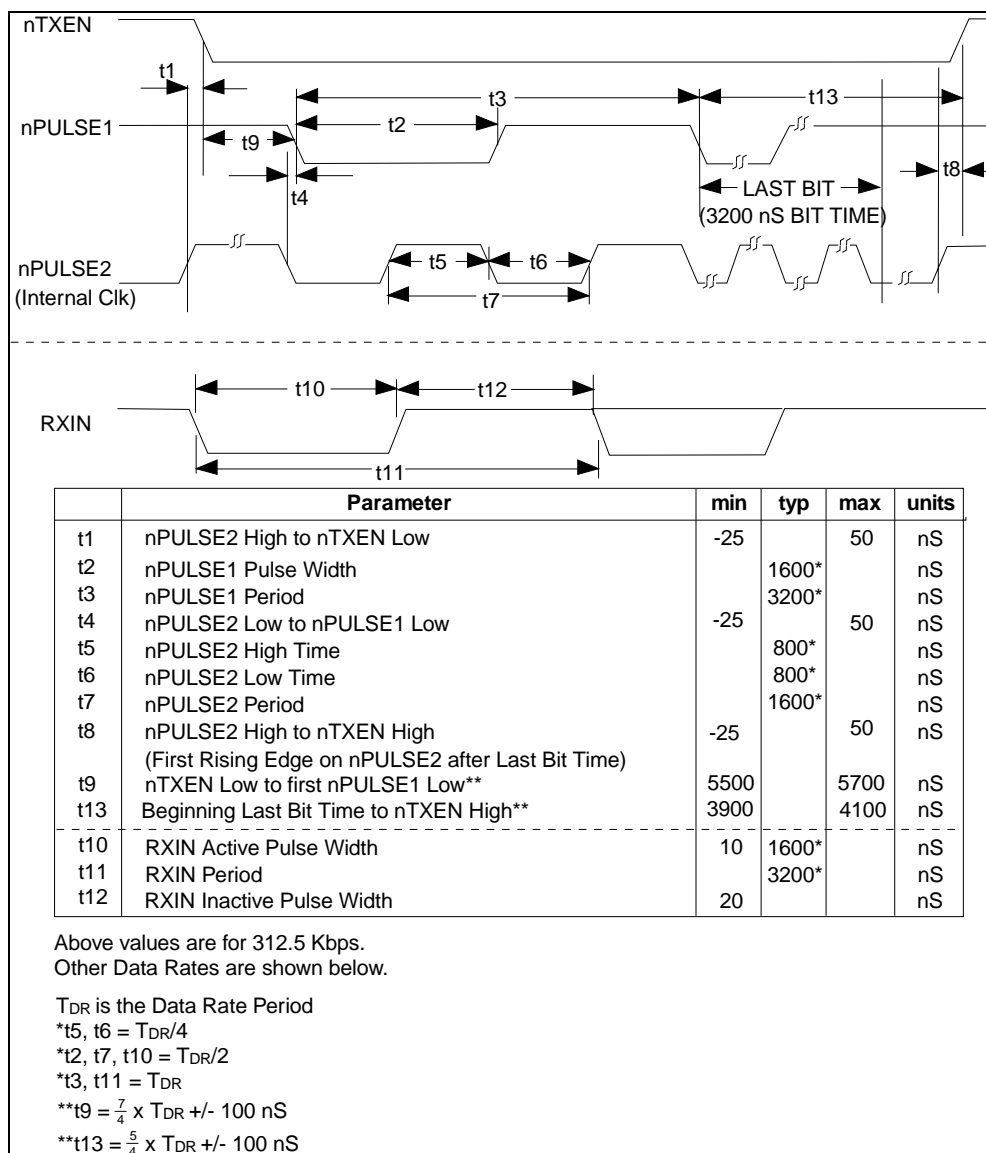 nTXEN
t1
t3
t13
nPULSE1
t2
t9
t8
t4
LAST BIT
(3200 nS BIT TIME)
nPULSE2
(Internal Clk)
t5
t6
t7
t10
t12
RXIN
t11
Parameter min typ max units
t1 nPULSE2 High to nTXEN Low -25 50 nS
t2 nPULSE1 Pulse Width 1600* nS
t3 nPULSE1 Period 3200* nS
t4 nPULSE2 Low to nPULSE1 Low -25 50 nS
t5 nPULSE2 High Time 800* nS
t6 nPULSE2 Low Time 800* nS
t7 nPULSE2 Period 1600* nS
t8 nPULSE2 High to nTXEN High -25 50 nS
(First Rising Edge on nPULSE2 after Last Bit Time)
t9 nTXEN Low to first nPULSE1 Low** 5500 5700 nS
t13 Beginning Last Bit Time to nTXEN High** 3900 4100 nS
t10 RXIN Active Pulse Width 10 1600* nS
t11 RXIN Period 3200* nS
t12 RXIN Inactive Pulse Width 20 nS
Above values are for 312.5 Kbps.
Other Data Rates are shown below.
TDR is the Data Rate Period
*t5, t6 = TDR/4
*t2, t7, t10 = TDR/2
*t3, t11 = TDR
**t9 = 7/4 x TDR +/- 100 nS
**t13 = 5/4 x TDR +/- 100 nS